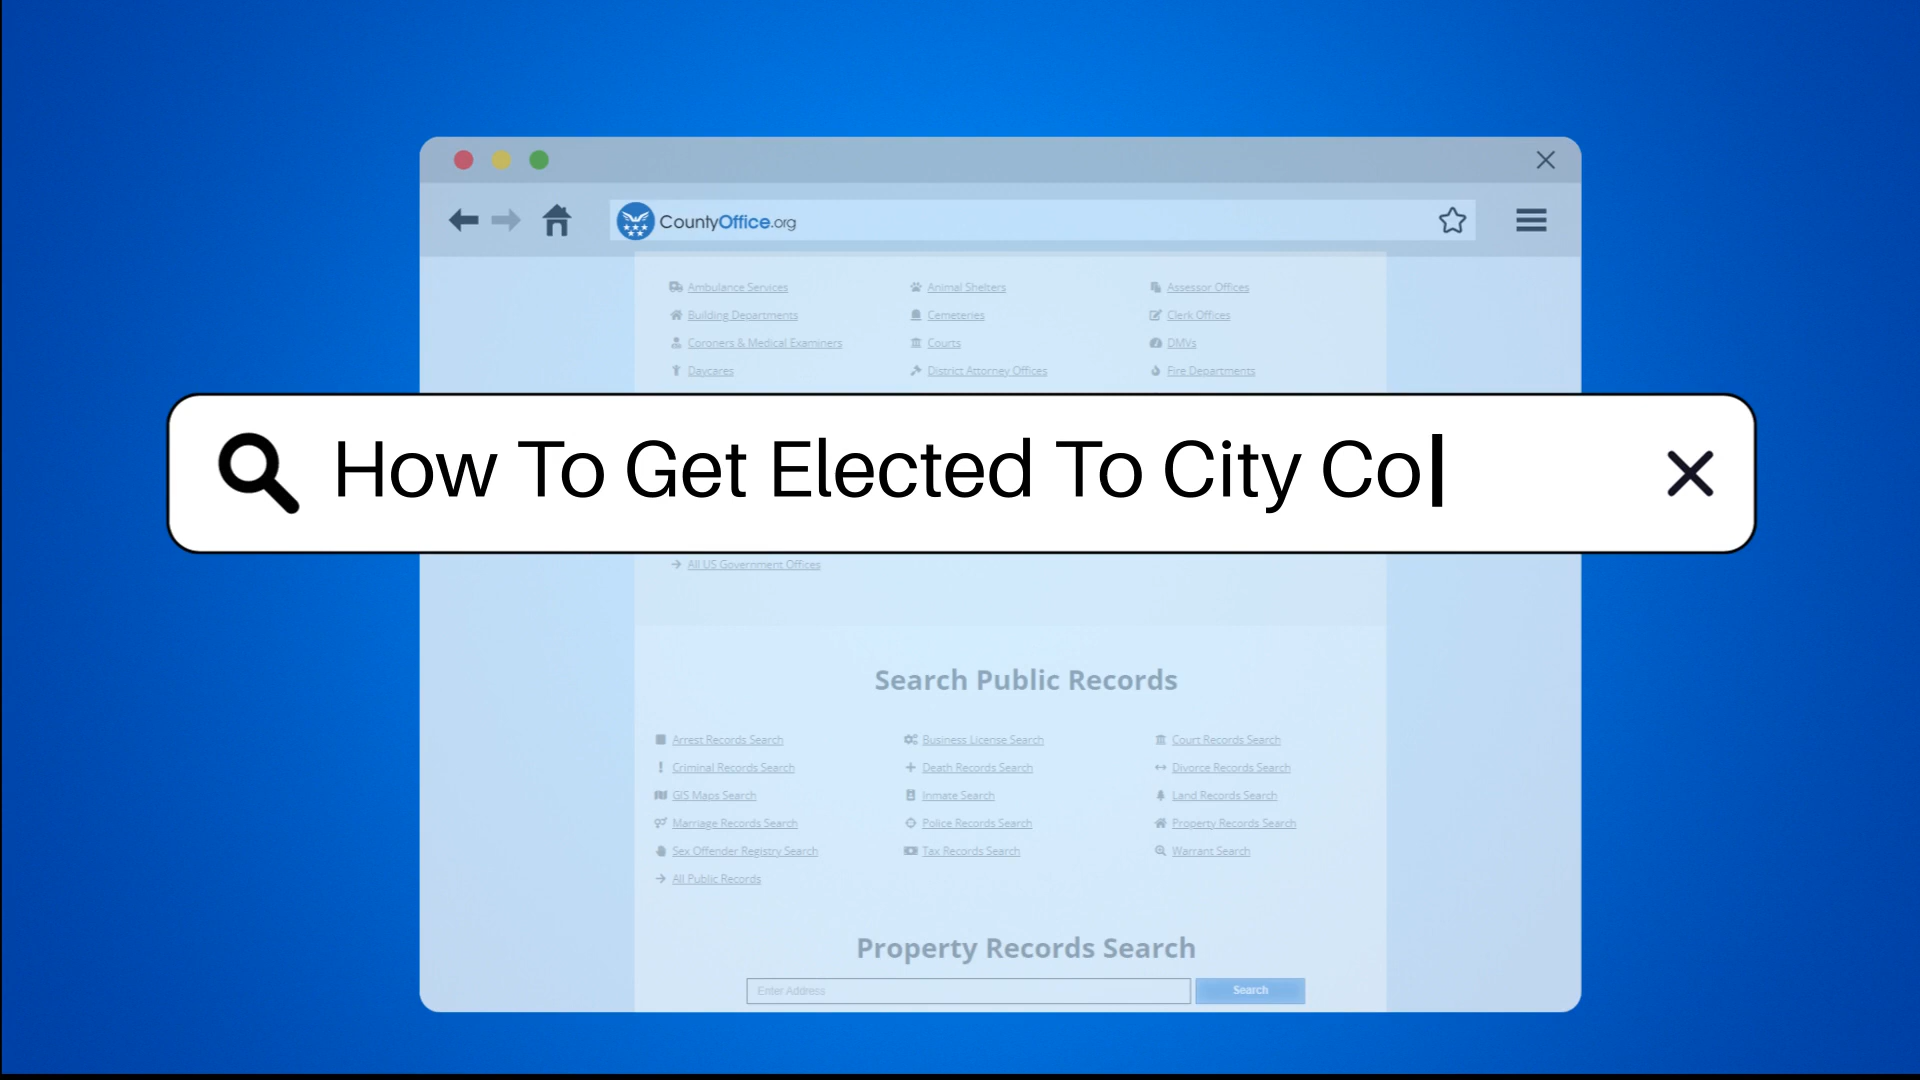 CountyOffice.org
Ambulance Services Animal Shelters Assessor Offices
Building Departments Cemeteries Clerk Offices
Coroners & Medical Examiners Courts DMVs
Daycares District Attorney Offices Fire Departments
How To Get Elected To City Co
All US Government Offices
Search Public Records
Arrest Records Search Business License Search Court Records Search
Criminal Records Search Death Records Search Divorce Records Search
GIS Maps Search Inmate Search Land Records Search
Marriage Records Search Police Records Search Property Records Search
Sex Offender Registry Search Tax Records Search Warrant Search
All Public Records
Property Records Search
Enter Address Search